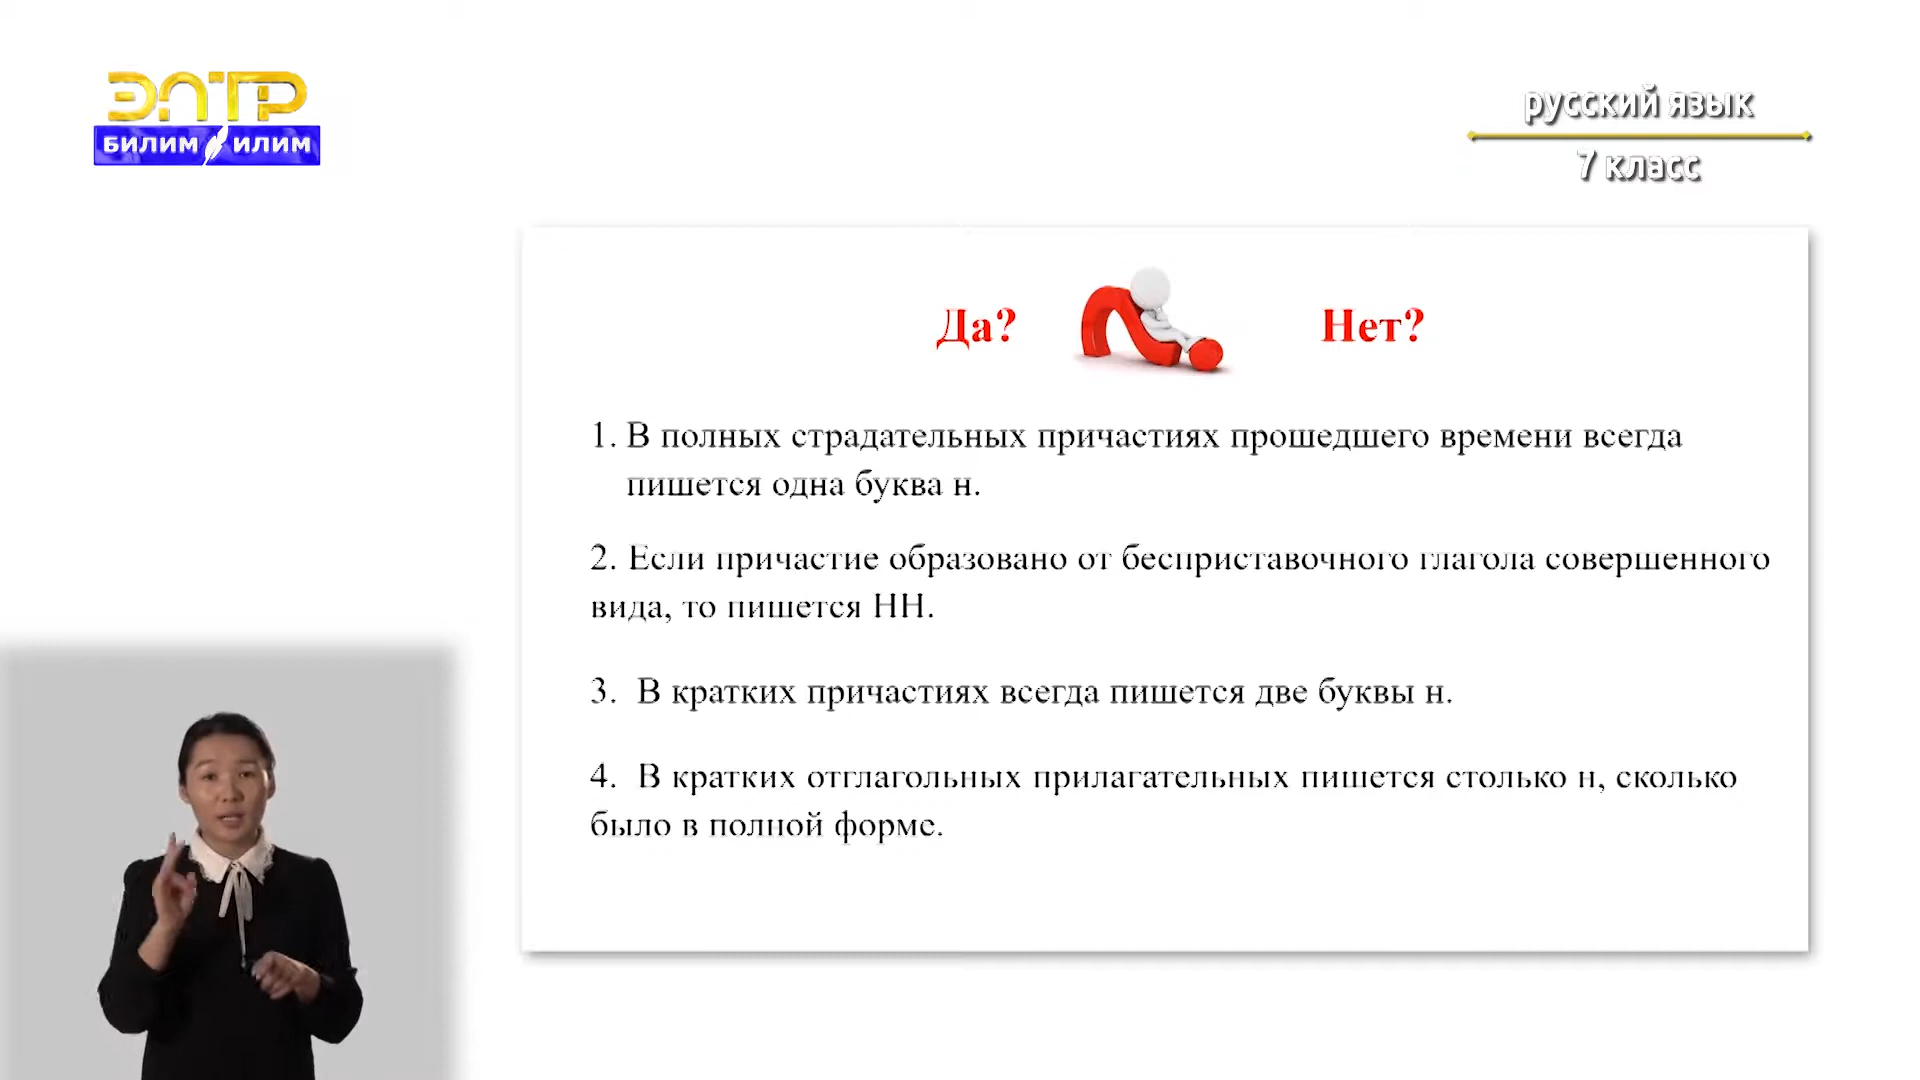 ЭЛТР
БИЛИМ ИЛИМ
русский язык
7 класс
Да? Нет?
1. В полных страдательных причастиях прошедшего времени всегда
пишется одна буква н.
2. Если причастие образовано от бесприставочного глагола совершенного
вида, то пишется НН.
3. В кратких причастиях всегда пишется две буквы н.
4. В кратких отглагольных прилагательных пишется столько н, сколько
было в полной форме.